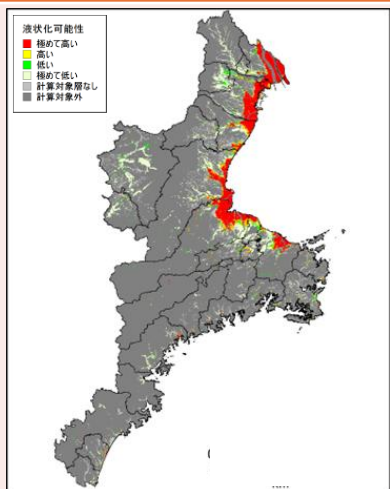 液状化可能性
極めて高い
高い
低い
極めて低い
計算対象層なし
計算対象外